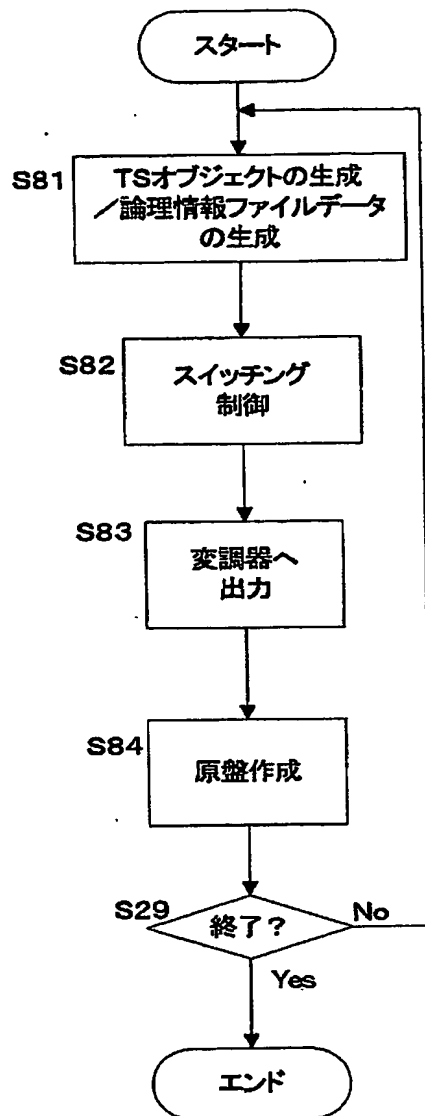 スタート
S81
TSオブジェクトの生成
／論理情報ファイルデータ
の生成
S82
スイッチング
制御
S83
変調器へ
出力
S84
原盤作成
S29
終了？
No
Yes
エンド